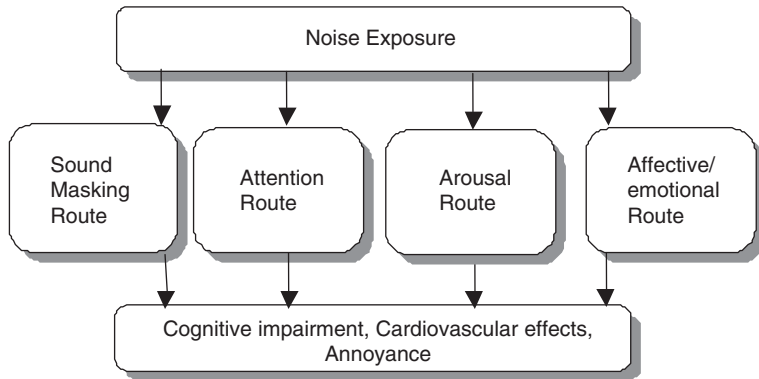 Noise Exposure
Sound
Masking
Route
Attention
Route
Arousal
Route
Affective/
emotional
Route
Cognitive impairment, Cardiovascular effects,
Annoyance